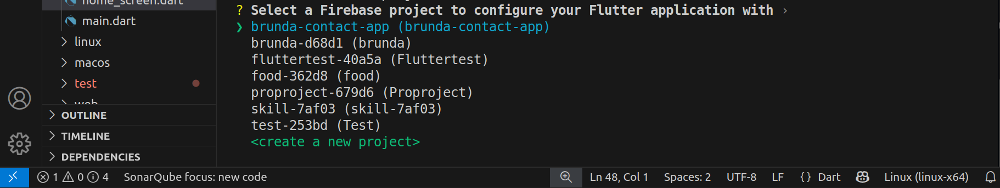 home_screen.dart
main.dart
linux
macos
test
web
OUTLINE
TIMELINE
DEPENDENCIES
? Select a Firebase project to configure your Flutter application with ›
❯ brunda-contact-app (brunda-contact-app)
brunda-d68d1 (brunda)
fluttertest-40a5a (Fluttertest)
food-362d8 (food)
proproject-679d6 (Proproject)
skill-7af03 (skill-7af03)
test-253bd (Test)
<create a new project>
1 0 4 SonarQube focus: new code Ln 48, Col 1 Spaces: 2 UTF-8 LF {} Dart Linux (linux-x64)